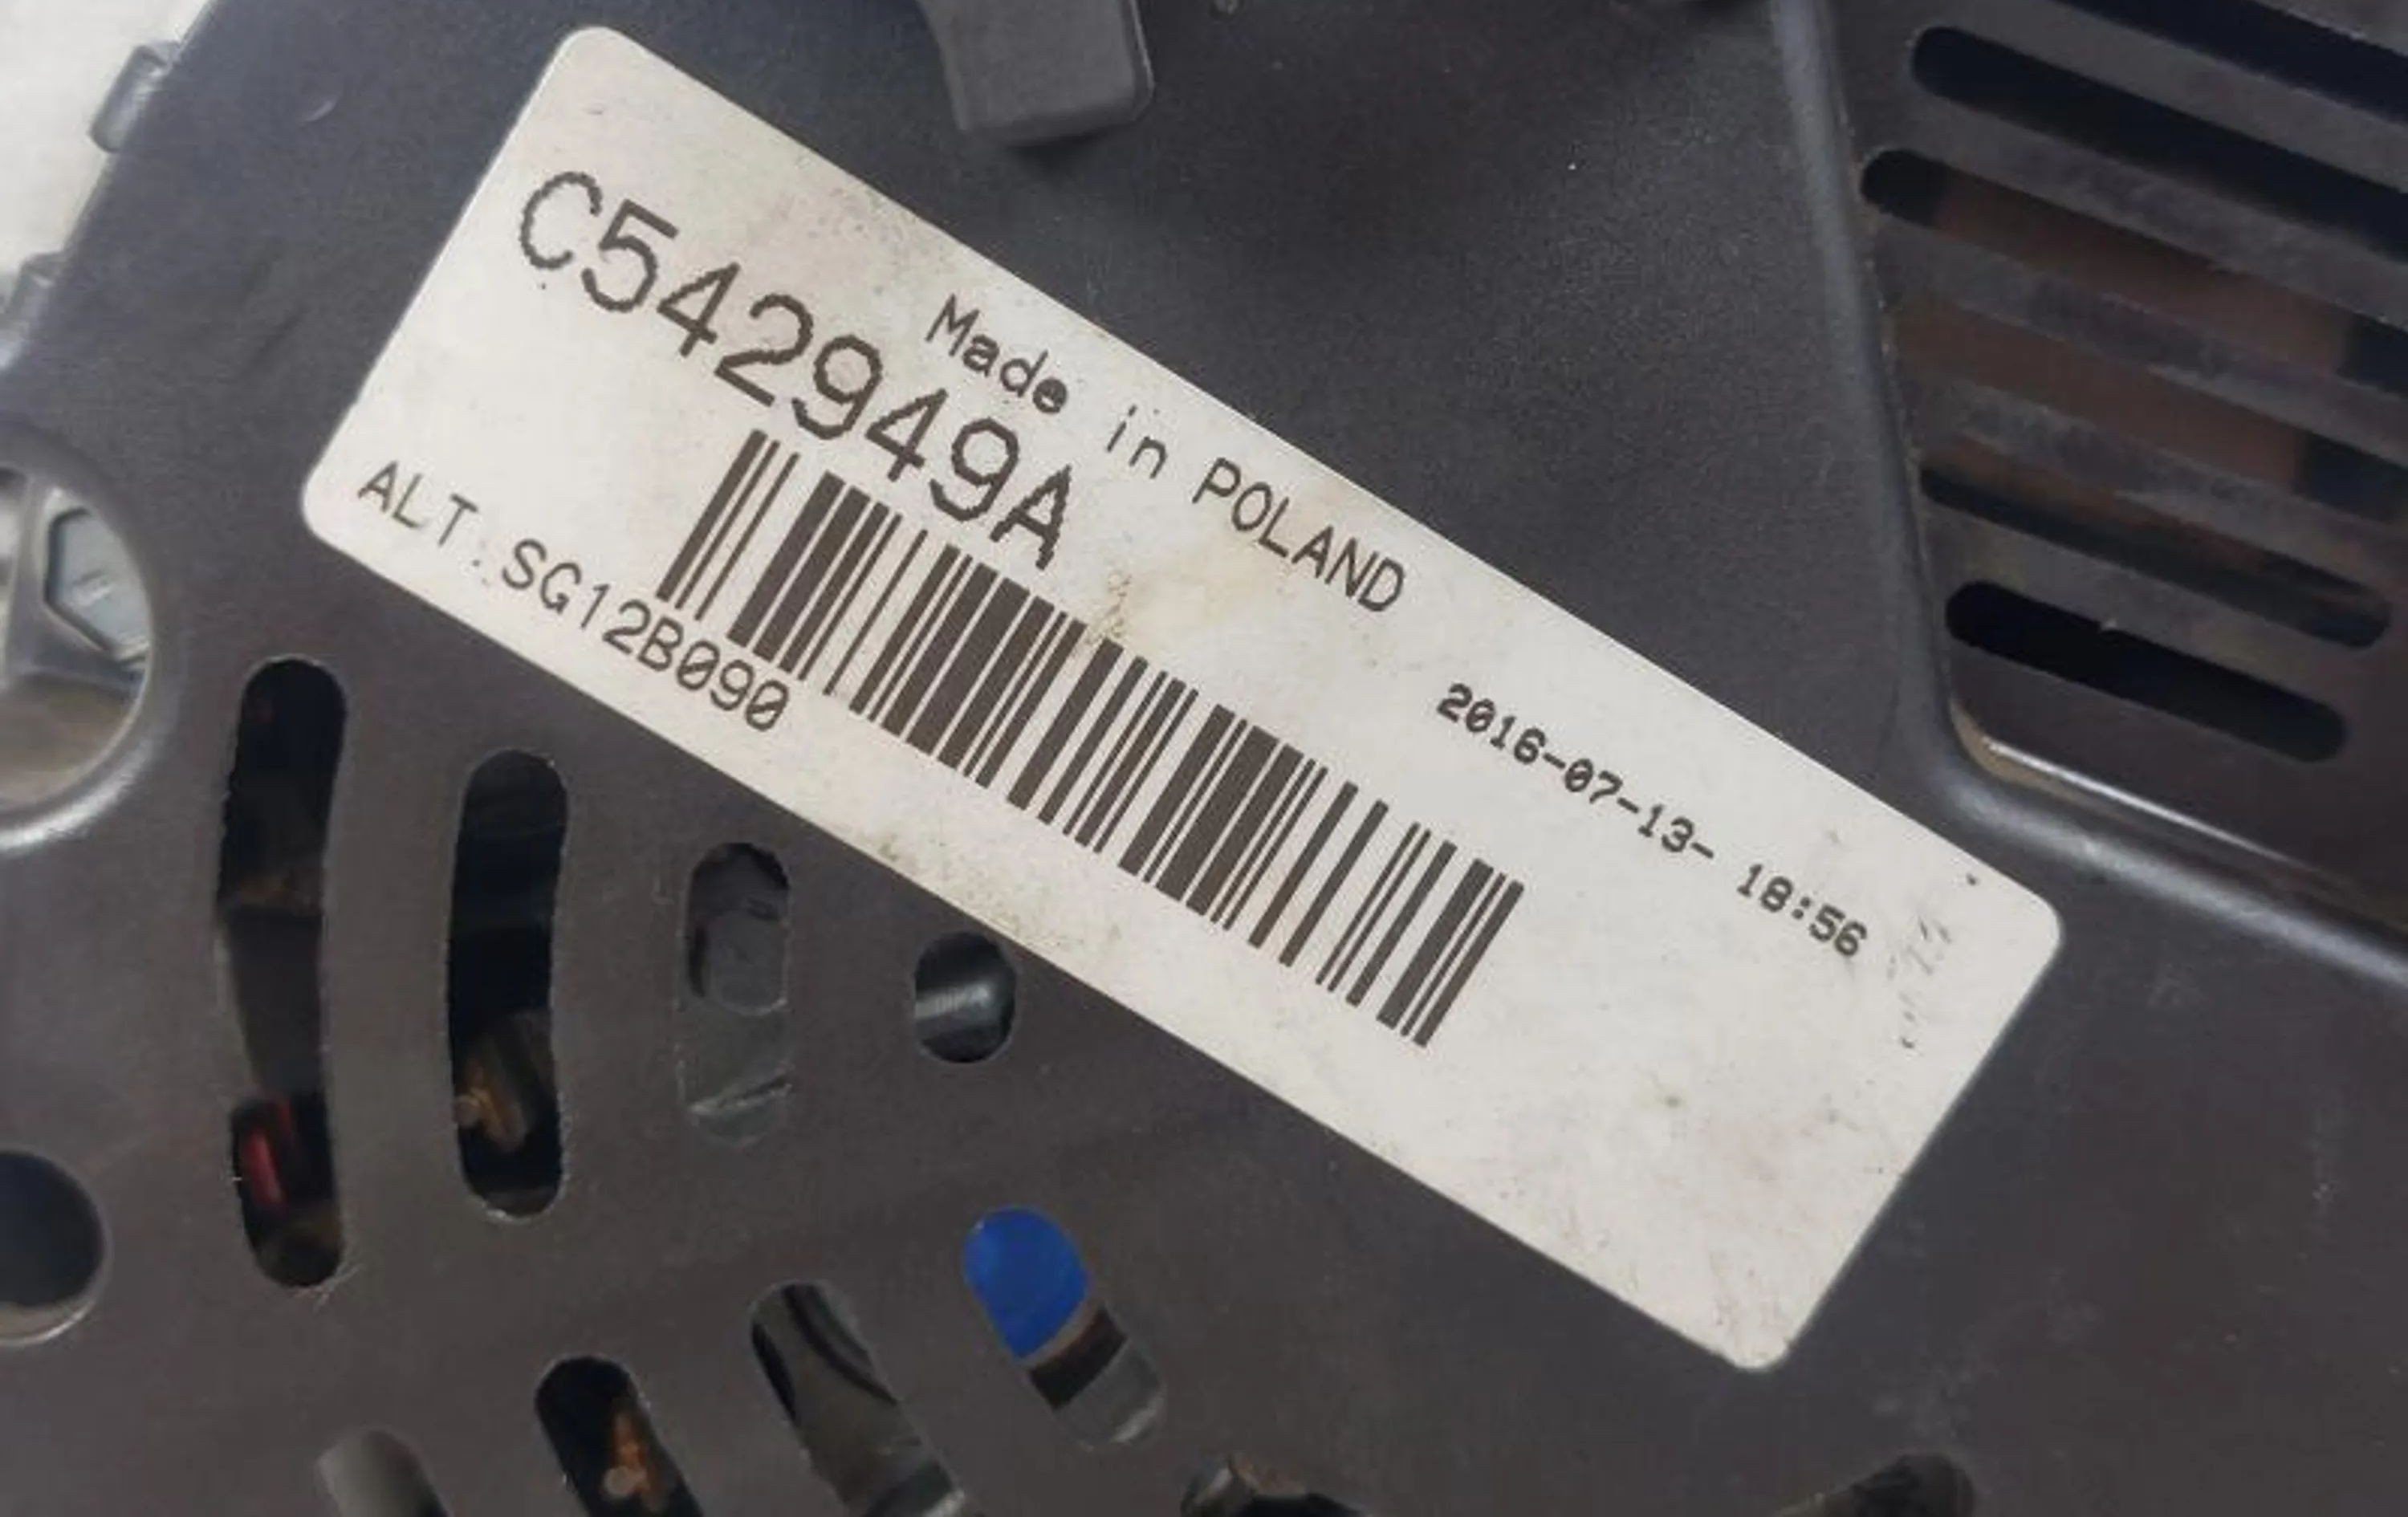 Made in POLAND
C542949A
2016-07-13- 18:56
ALT.:SG12B090